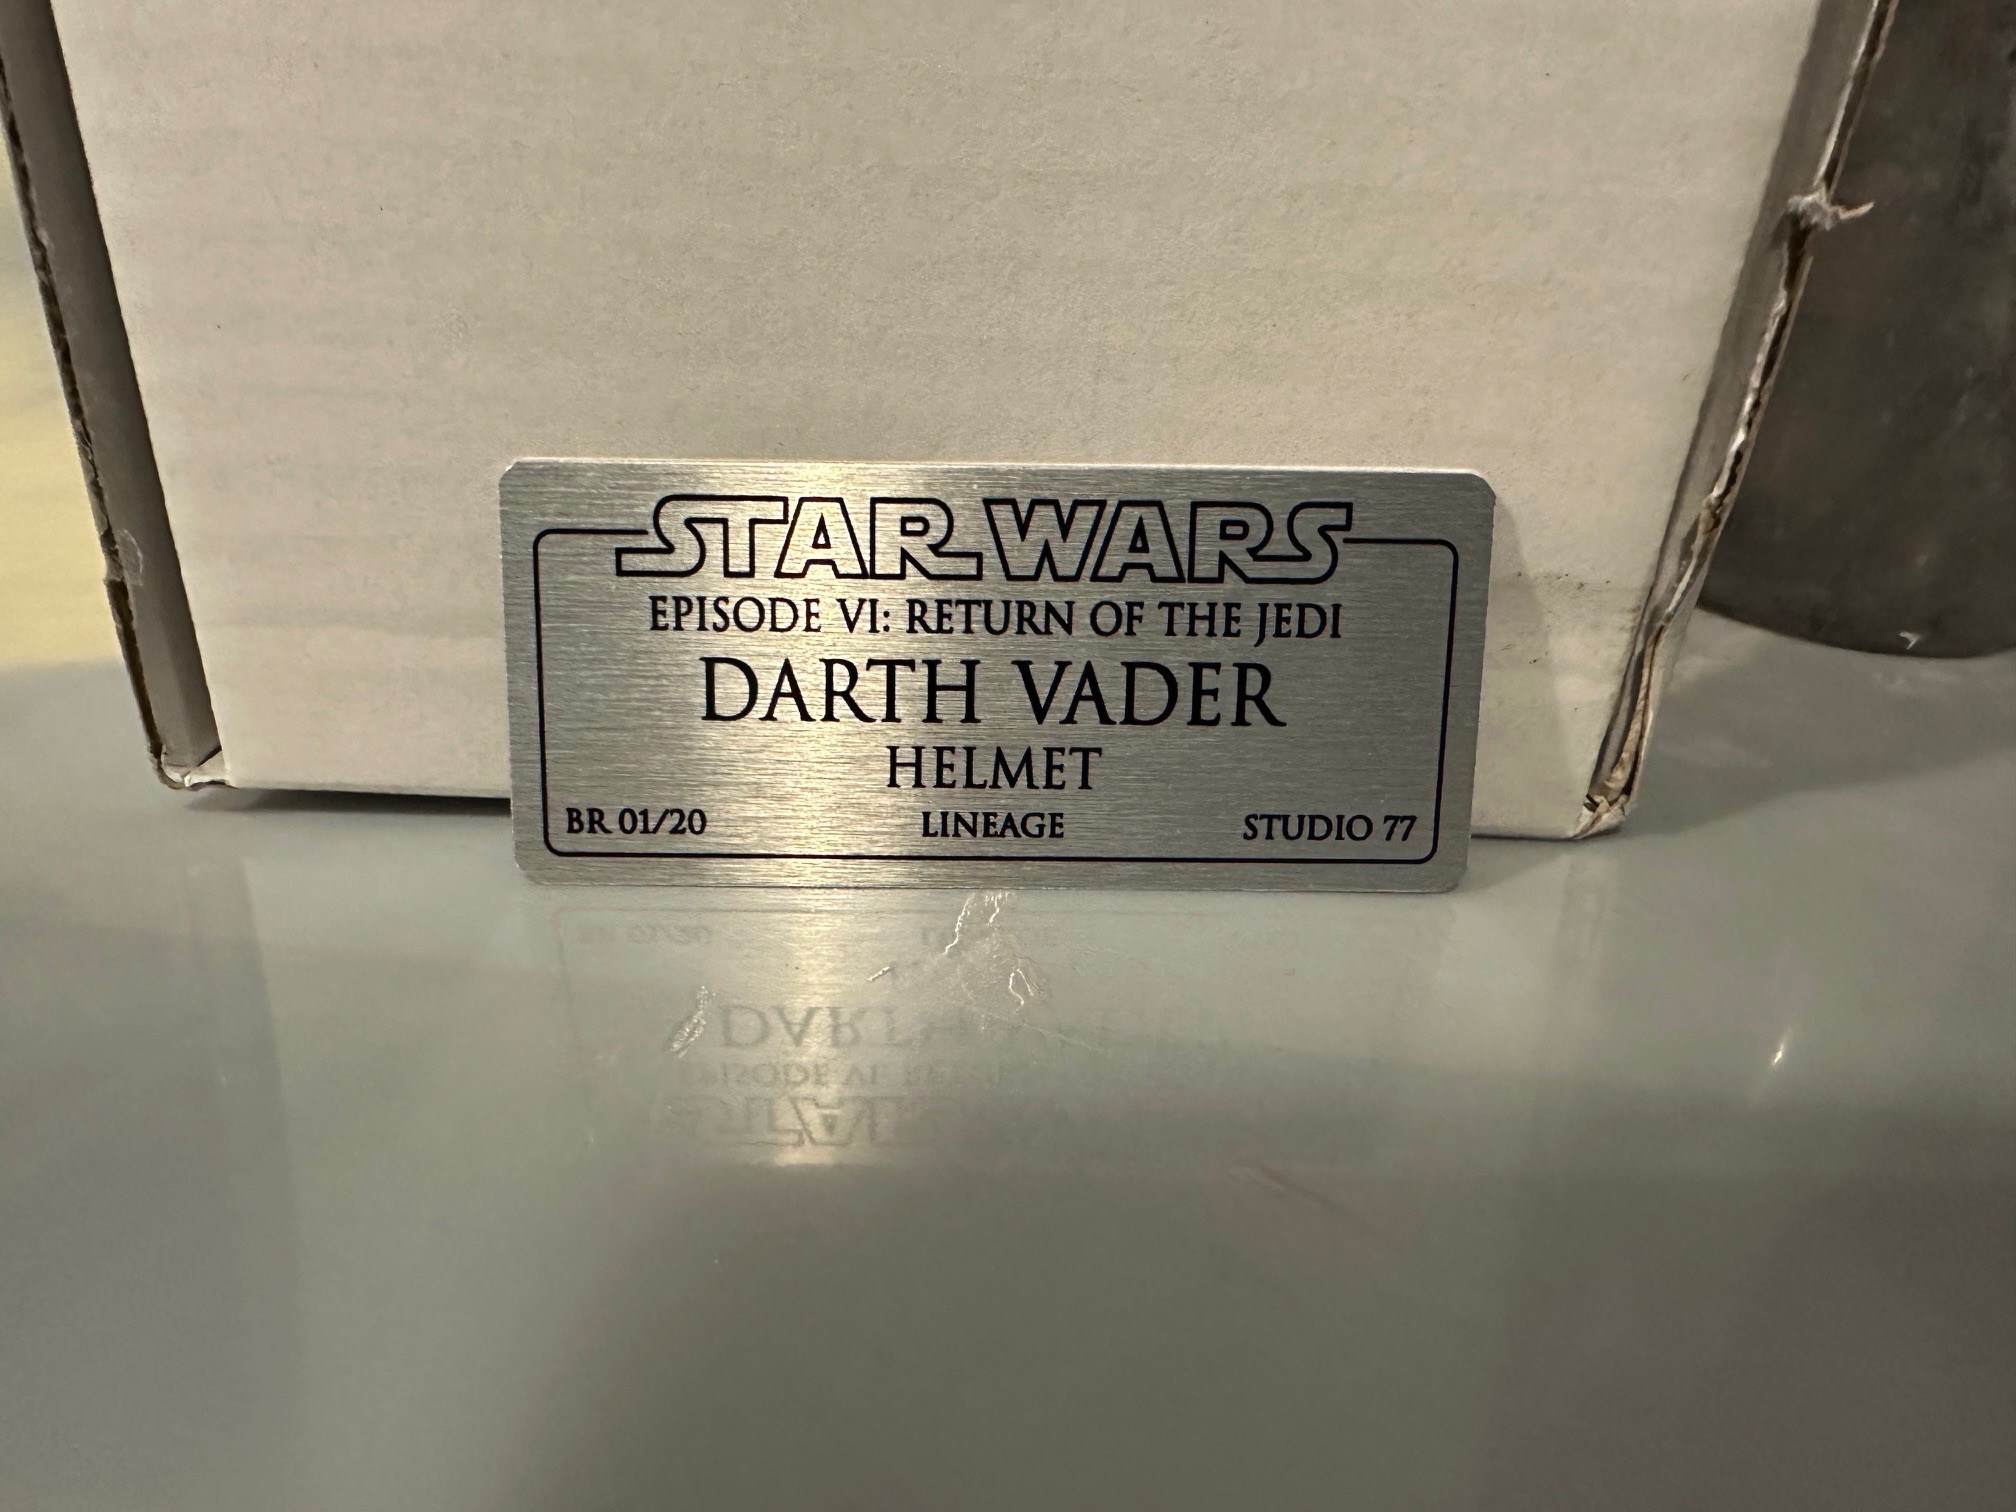 STAR WARS
EPISODE VI: RETURN OF THE JEDI
DARTH VADER
HELMET
BR 01/20 LINEAGE STUDIO 77